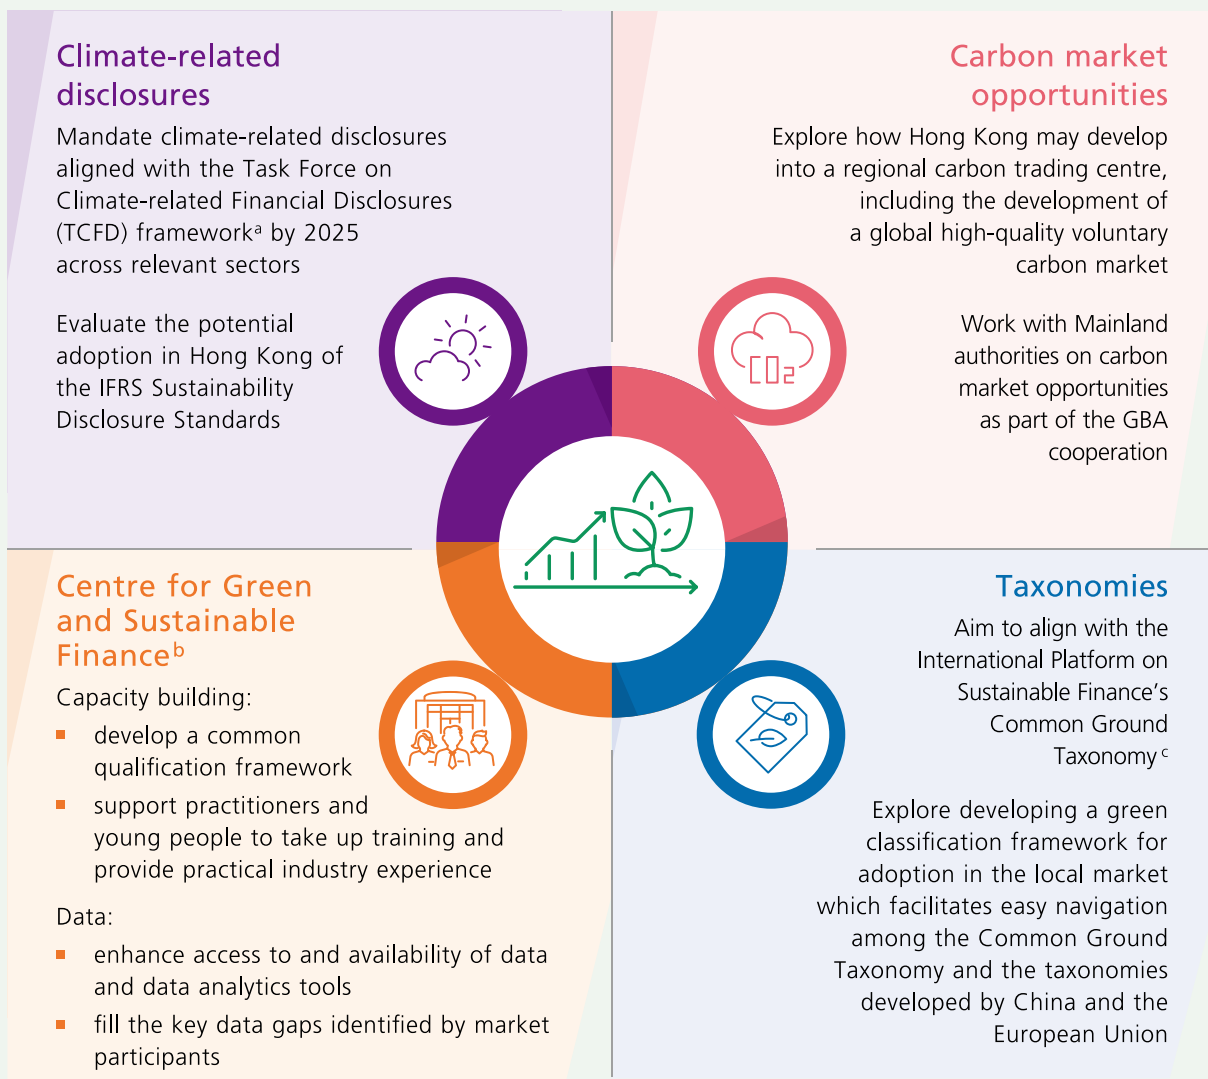 Climate-related
disclosures
Mandate climate-related disclosures
aligned with the Task Force on
Climate-related Financial Disclosures
(TCFD) frameworkᵃ by 2025
across relevant sectors
Evaluate the potential
adoption in Hong Kong of
the IFRS Sustainability
Disclosure Standards
Carbon market
opportunities
Explore how Hong Kong may develop
into a regional carbon trading centre,
including the development of
a global high-quality voluntary
carbon market
Work with Mainland
authorities on carbon
market opportunities
as part of the GBA
cooperation
CO2
Centre for Green
and Sustainable
Financeᵇ
Capacity building:
▪ develop a common
qualification framework
▪ support practitioners and
young people to take up training and
provide practical industry experience
Data:
▪ enhance access to and availability of data
and data analytics tools
▪ fill the key data gaps identified by market
participants
Taxonomies
Aim to align with the
International Platform on
Sustainable Finance's
Common Ground
Taxonomyᶜ
Explore developing a green
classification framework for
adoption in the local market
which facilitates easy navigation
among the Common Ground
Taxonomy and the taxonomies
developed by China and the
European Union